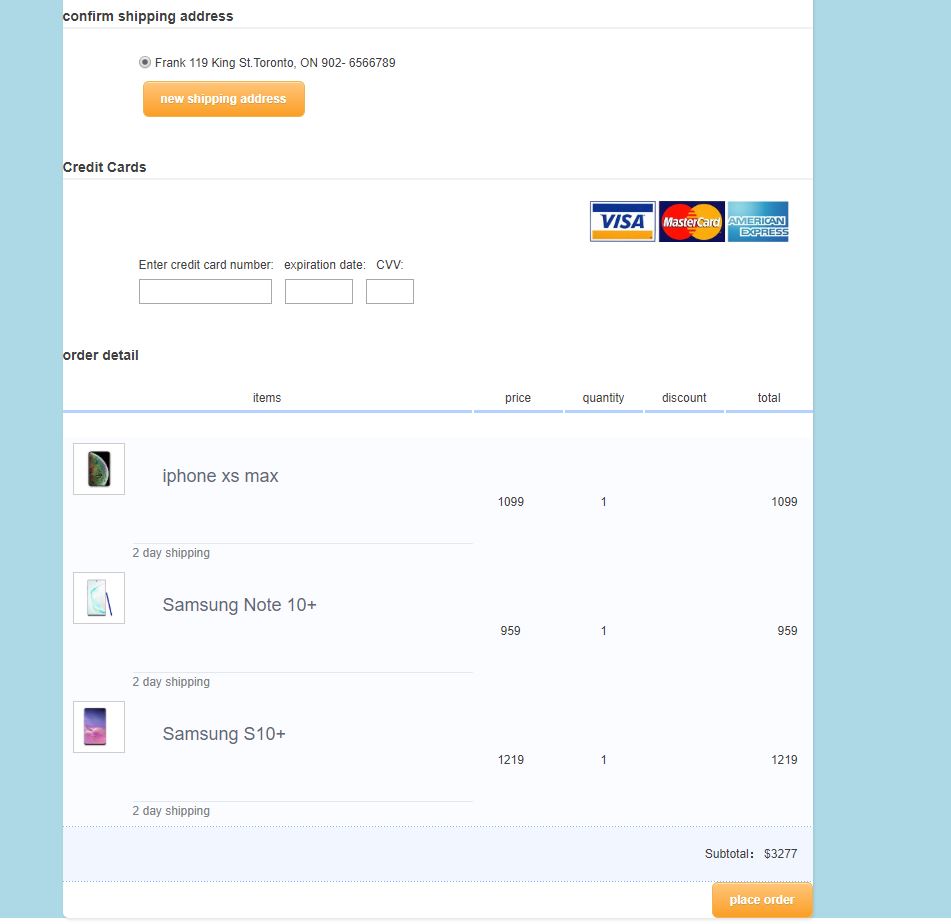 confirm shipping address
Frank 119 King St.Toronto, ON 902- 6566789
new shipping address
Credit Cards
VISA MasterCard AMERICAN EXPRESS
Enter credit card number: expiration date: CVV:
order detail
items price quantity discount total
iphone xs max
1099 1 1099
2 day shipping
Samsung Note 10+
959 1 959
2 day shipping
Samsung S10+
1219 1 1219
2 day shipping
Subtotal: $3277
place order